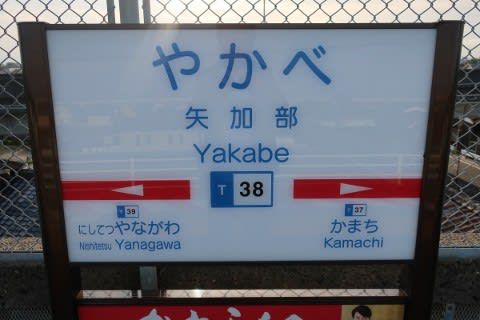 やかべ
矢加部
Yakabe
T 38
T 39
にしてつやながわ
Nishitetsu Yanagawa
T 37
かまち
Kamachi